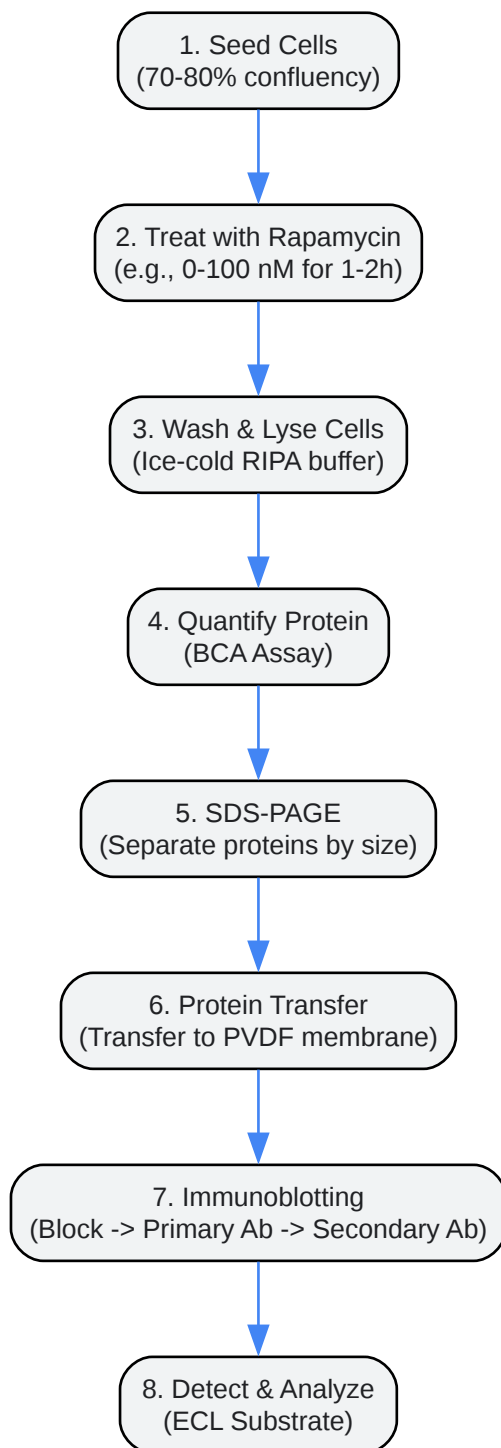 1. Seed Cells
(70-80% confluency)
2. Treat with Rapamycin
(e.g., 0-100 nM for 1-2h)
3. Wash & Lyse Cells
(Ice-cold RIPA buffer)
4. Quantify Protein
(BCA Assay)
5. SDS-PAGE
(Separate proteins by size)
6. Protein Transfer
(Transfer to PVDF membrane)
7. Immunoblotting
(Block -> Primary Ab -> Secondary Ab)
8. Detect & Analyze
(ECL Substrate)